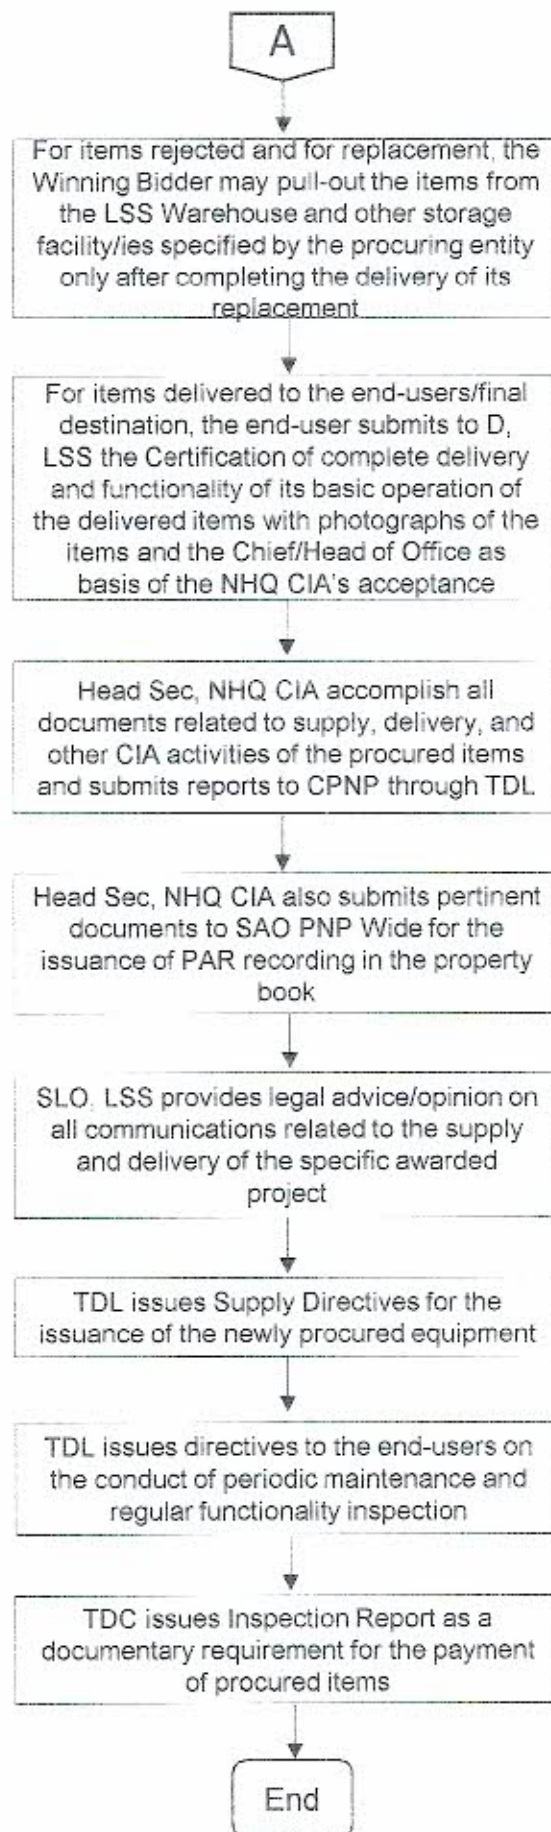 A
For items rejected and for replacement, the
Winning Bidder may pull-out the items from
the LSS Warehouse and other storage
facility/ies specified by the procuring entity
only after completing the delivery of its
replacement
For items delivered to the end-users/final
destination, the end-user submits to D,
LSS the Certification of complete delivery
and functionality of its basic operation of
the delivered items with photographs of the
items and the Chief/Head of Office as
basis of the NHQ CIA's acceptance
Head Sec, NHQ CIA accomplish all
documents related to supply, delivery, and
other CIA activities of the procured items
and submits reports to CPNP through TDL
Head Sec, NHQ CIA also submits pertinent
documents to SAO PNP Wide for the
issuance of PAR recording in the property
book
SLO. LSS provides legal advice/opinion on
all communications related to the supply
and delivery of the specific awarded
project
TDL issues Supply Directives for the
issuance of the newly procured equipment
TDL issues directives to the end-users on
the conduct of periodic maintenance and
regular functionality inspection
TDC issues Inspection Report as a
documentary requirement for the payment
of procured items
End